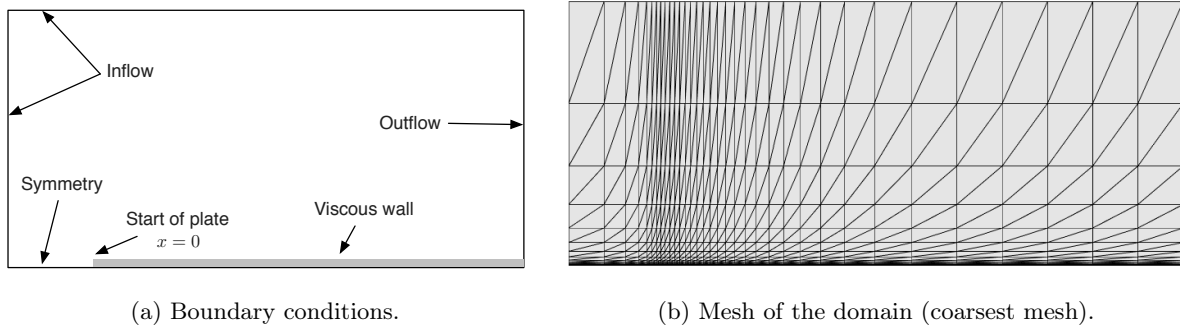 Inflow
Outflow
Symmetry
Start of plate
x = 0
Viscous wall
(a) Boundary conditions.
(b) Mesh of the domain (coarsest mesh).